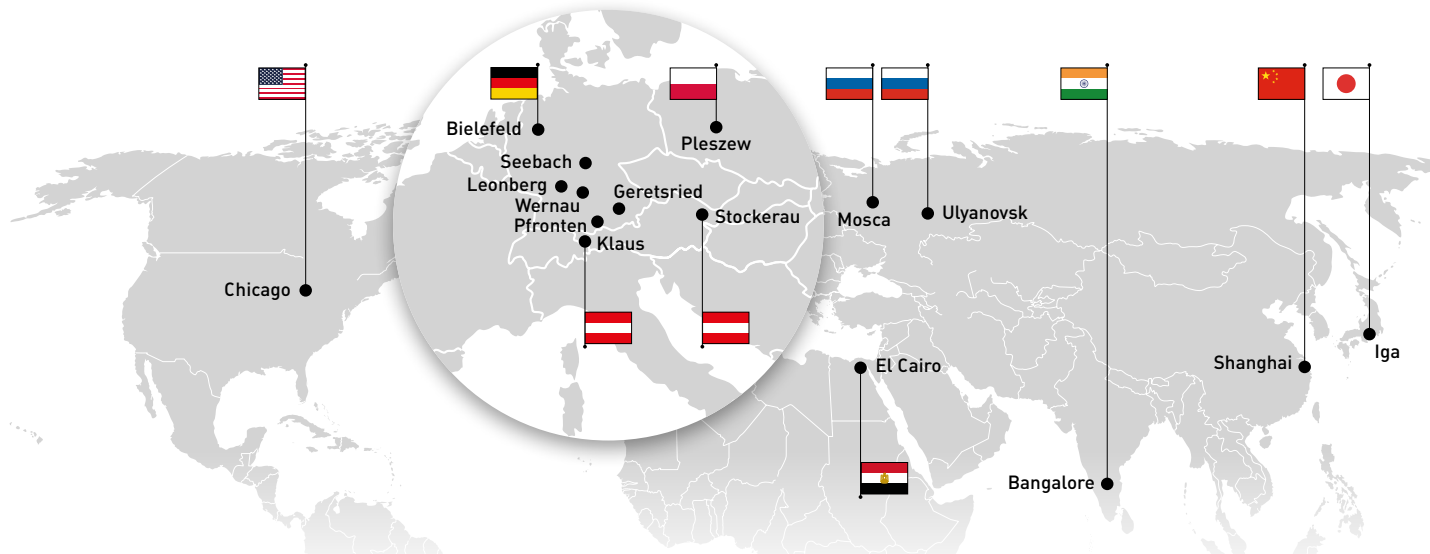 Bielefeld
Pleszew
Seebach
Leonberg
Geretsried
Wernau
Pfronten
Stockerau
Klaus
Mosca
Ulyanovsk
Chicago
El Cairo
Shanghai
Iga
Bangalore